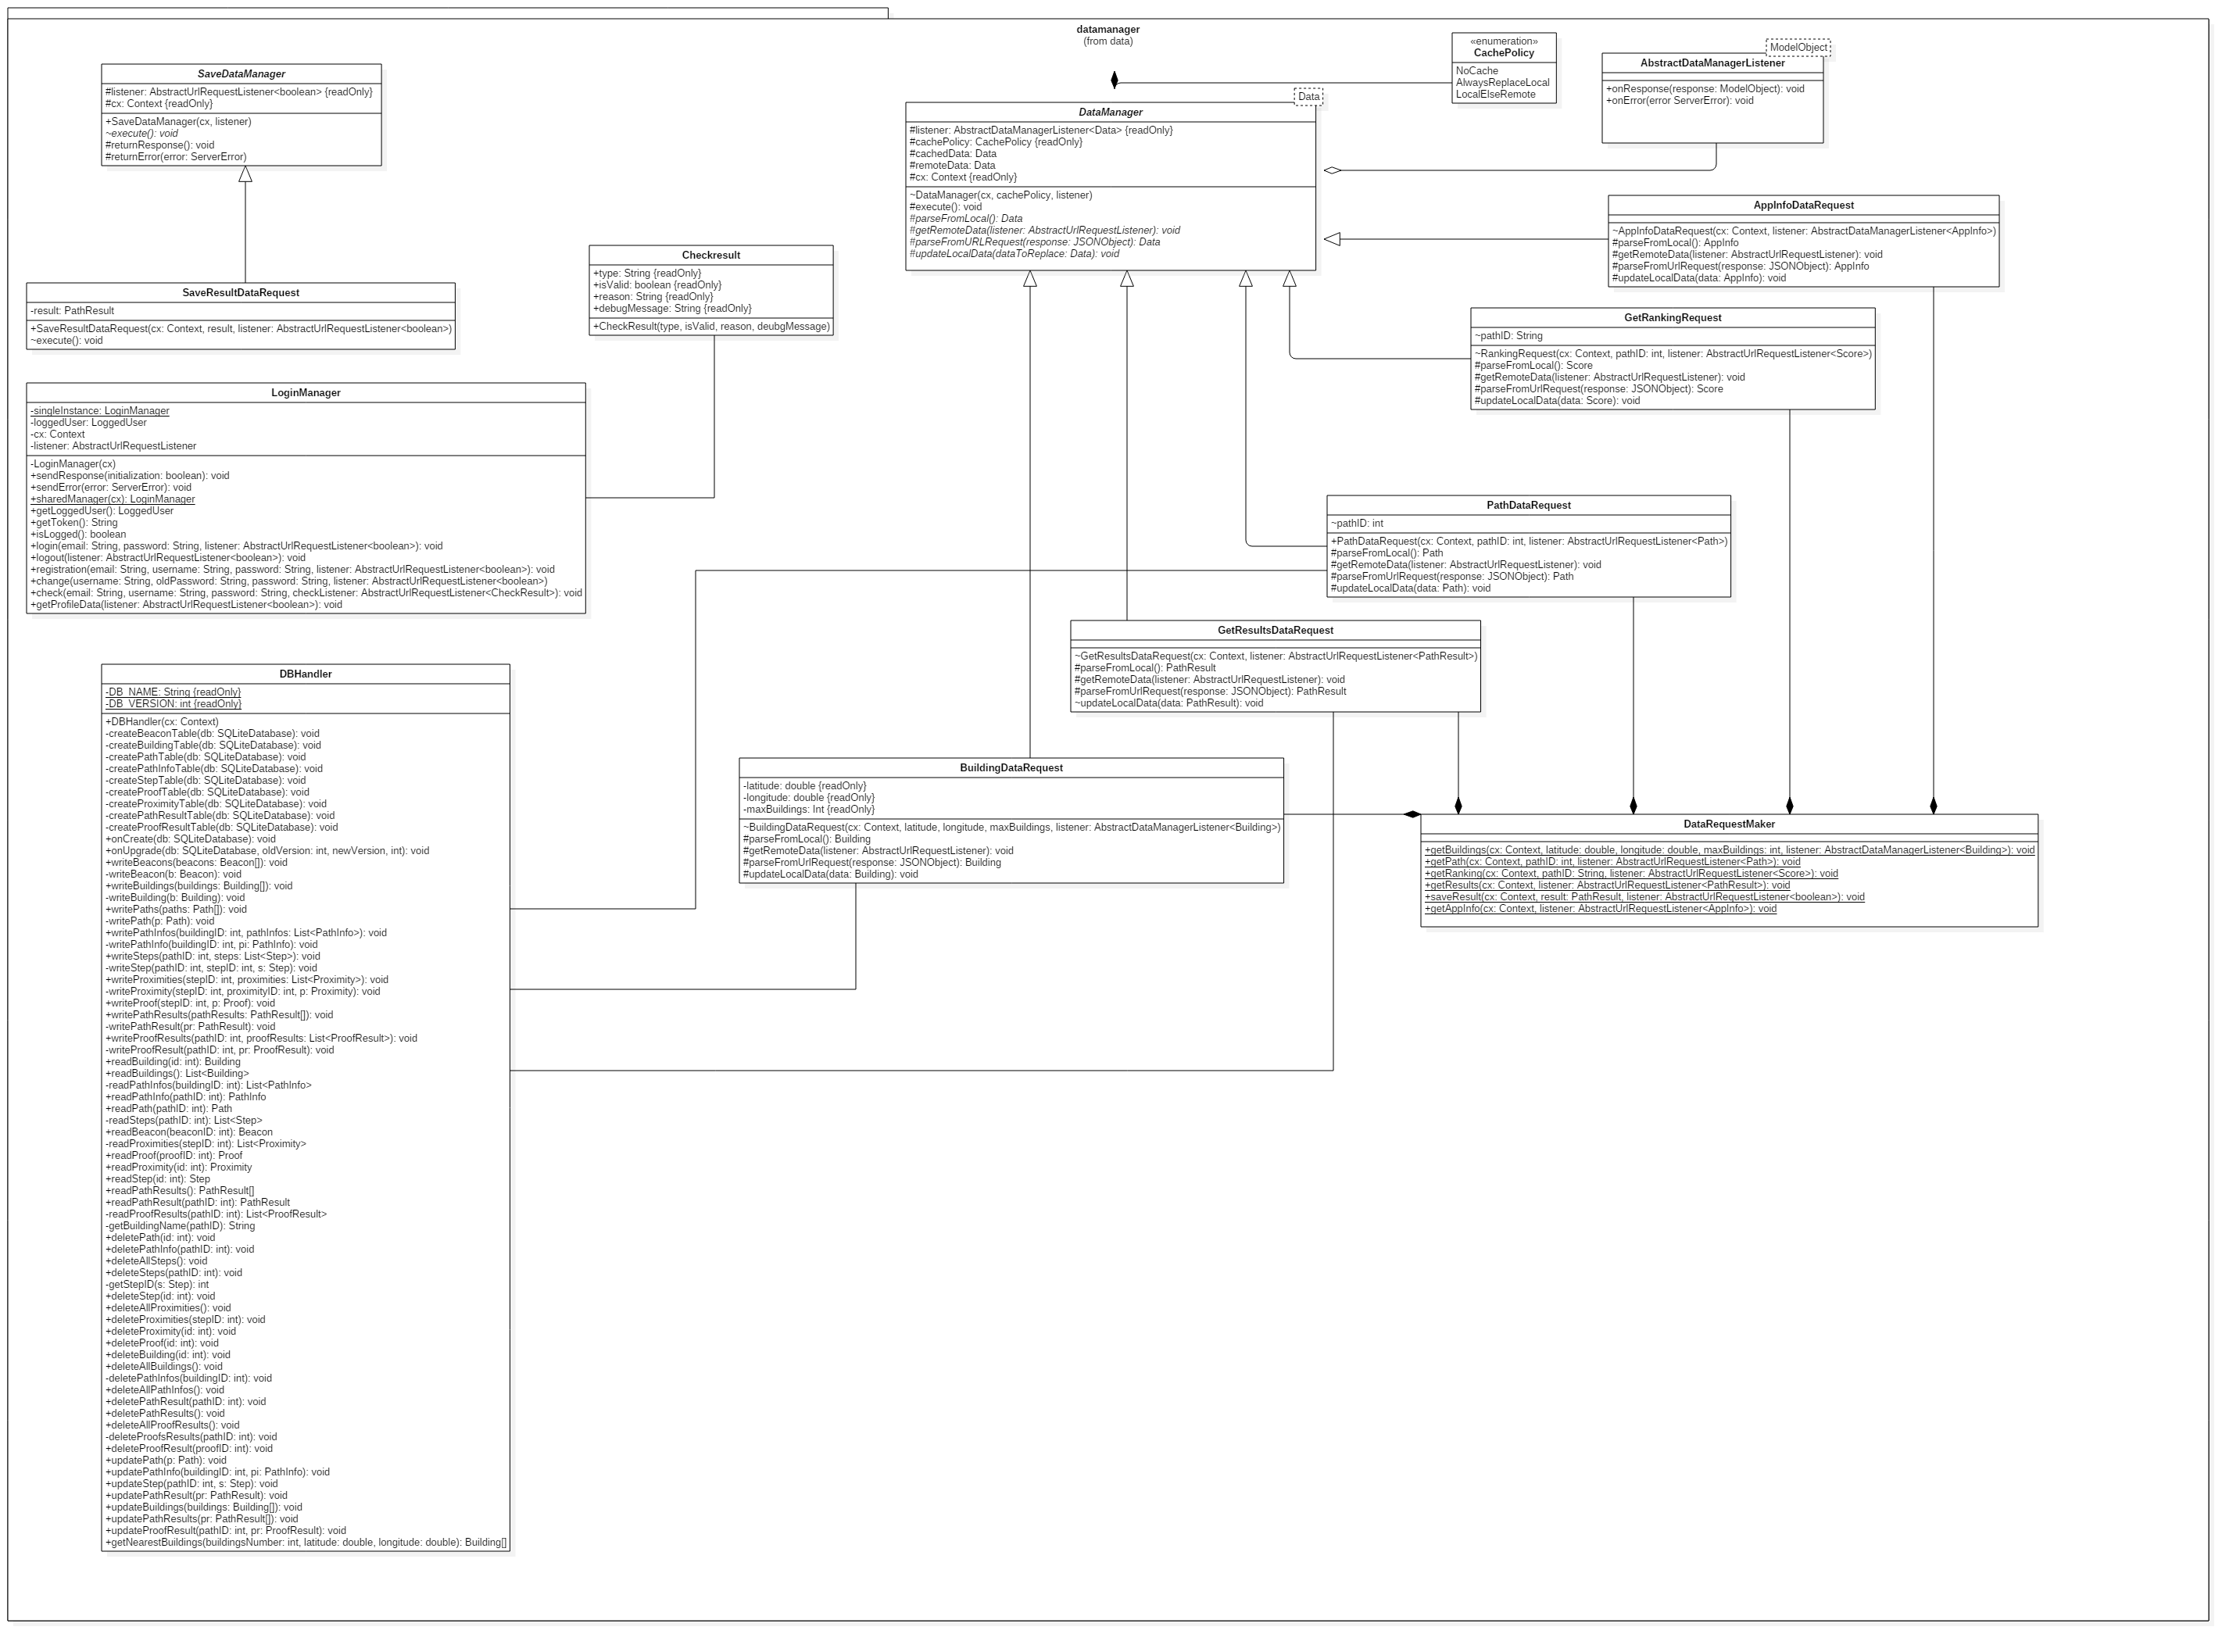 datamanager
(from data)
SaveDataManager
#listener: AbstractUrlRequestListener<boolean> {readOnly}
#cx: Context {readOnly}
+SaveDataManager(cx, listener)
~execute(): void
#returnResponse(): void
#returnError(error: ServerError)
SaveResultDataRequest
-result: PathResult
+SaveResultDataRequest(cx: Context, result, listener: AbstractUrlRequestListener<boolean>)
~execute(): void
Checkresult
+type: String {readOnly}
+isValid: boolean {readOnly}
+reason: String {readOnly}
+debugMessage: String {readOnly}
+CheckResult(type, isValid, reason, deubgMessage)
LoginManager
-singleInstance: LoginManager
-loggedUser: LoggedUser
-cx: Context
-listener: AbstractUrlRequestListener
-LoginManager(cx)
+sendResponse(initialization: boolean): void
+sendError(error: ServerError): void
+sharedManager(cx): LoginManager
+getLoggedUser(): LoggedUser
+getToken(): String
+isLogged(): boolean
+login(email: String, password: String, listener: AbstractUrlRequestListener<boolean>): void
+logout(listener: AbstractUrlRequestListener<boolean>): void
+registration(email: String, username: String, password: String, listener: AbstractUrlRequestListener<boolean>): void
+change(username: String, oldPassword: String, password: String, listener: AbstractUrlRequestListener<boolean>)
+check(email: String, username: String, password: String, checkListener: AbstractUrlRequestListener<CheckResult>): void
+getProfileData(listener: AbstractUrlRequestListener<boolean>): void
DBHandler
-DB_NAME: String {readOnly}
-DB_VERSION: int {readOnly}
+DBHandler(cx: Context)
-createBeaconTable(db: SQLiteDatabase): void
-createBuildingTable(db: SQLiteDatabase): void
-createPathTable(db: SQLiteDatabase): void
-createPathInfoTable(db: SQLiteDatabase): void
-createStepTable(db: SQLiteDatabase): void
-createProofTable(db: SQLiteDatabase): void
-createProximityTable(db: SQLiteDatabase): void
-createPathResultTable(db: SQLiteDatabase): void
-createProofResultTable(db: SQLiteDatabase): void
+onCreate(db: SQLiteDatabase): void
+onUpgrade(db: SQLiteDatabase, oldVersion: int, newVersion, int): void
+writeBeacons(beacons: Beacon[]): void
-writeBeacon(b: Beacon): void
+writeBuildings(buildings: Building[]): void
-writeBuilding(b: Building): void
+writePaths(paths: Path[]): void
-writePath(p: Path): void
+writePathInfos(buildingID: int, pathInfos: List<PathInfo>): void
-writePathInfo(buildingID: int, pi: PathInfo): void
+writeSteps(pathID: int, steps: List<Step>): void
-writeStep(pathID: int, stepID: int, s: Step): void
+writeProximities(stepID: int, proximities: List<Proximity>): void
-writeProximity(stepID: int, proximityID: int, p: Proximity): void
+writeProof(stepID: int, p: Proof): void
+writePathResults(pathResults: PathResult[]): void
-writePathResult(pr: PathResult): void
+writeProofResults(pathID: int, proofResults: List<ProofResult>): void
-writeProofResult(pathID: int, pr: ProofResult): void
+readBuilding(id: int): Building
+readBuildings(): List<Building>
-readPathInfos(buildingID: int): List<PathInfo>
+readPathInfo(pathID: int): PathInfo
+readPath(pathID: int): Path
-readSteps(pathID: int): List<Step>
+readBeacon(beaconID: int): Beacon
-readProximities(stepID: int): List<Proximity>
+readProof(proofID: int): Proof
+readProximity(id: int): Proximity
+readStep(id: int): Step
+readPathResults(): PathResult[]
+readPathResult(pathID: int): PathResult
-readProofResults(pathID: int): List<ProofResult>
-getBuildingName(pathID): String
+deletePath(id: int): void
+deletePathInfo(pathID: int): void
+deleteAllSteps(): void
+deleteSteps(pathID: int): void
-getStepID(s: Step): int
+deleteStep(id: int): void
+deleteAllProximities(): void
+deleteProximities(stepID: int): void
+deleteProximity(id: int): void
+deleteProof(id: int): void
+deleteBuilding(id: int): void
+deleteAllBuildings(): void
-deletePathInfos(buildingID: int): void
+deleteAllPathInfos(): void
+deletePathResult(pathID: int): void
+deletePathResults(): void
+deleteAllProofResults(): void
-deleteProofsResults(pathID: int): void
+deleteProofResult(proofID: int): void
+updatePath(p: Path): void
+updatePathInfo(buildingID: int, pi: PathInfo): void
+updateStep(pathID: int, s: Step): void
+updatePathResult(pr: PathResult): void
+updateBuildings(buildings: Building[]): void
+updatePathResults(pr: PathResult[]): void
+updateProofResult(pathID: int, pr: ProofResult): void
+getNearestBuildings(buildingsNumber: int, latitude: double, longitude: double): Building[]
Data
DataManager
#listener: AbstractDataManagerListener<Data> {readOnly}
#cachePolicy: CachePolicy {readOnly}
#cachedData: Data
#remoteData: Data
#cx: Context {readOnly}
~DataManager(cx, cachePolicy, listener)
#execute(): void
#parseFromLocal(): Data
#getRemoteData(listener: AbstractUrlRequestListener): void
#parseFromURLRequest(response: JSONObject): Data
#updateLocalData(dataToReplace: Data): void
«enumeration»
CachePolicy
NoCache
AlwaysReplaceLocal
LocalElseRemote
ModelObject
AbstractDataManagerListener
+onResponse(response: ModelObject): void
+onError(error ServerError): void
AppInfoDataRequest
~AppInfoDataRequest(cx: Context, listener: AbstractDataManagerListener<AppInfo>)
#parseFromLocal(): AppInfo
#getRemoteData(listener: AbstractUrlRequestListener): void
#parseFromUrlRequest(response: JSONObject): AppInfo
#updateLocalData(data: AppInfo): void
GetRankingRequest
~pathID: String
~RankingRequest(cx: Context, pathID: int, listener: AbstractUrlRequestListener<Score>)
#parseFromLocal(): Score
#getRemoteData(listener: AbstractUrlRequestListener): void
#parseFromUrlRequest(response: JSONObject): Score
#updateLocalData(data: Score): void
PathDataRequest
~pathID: int
+PathDataRequest(cx: Context, pathID: int, listener: AbstractUrlRequestListener<Path>)
#parseFromLocal(): Path
#getRemoteData(listener: AbstractUrlRequestListener): void
#parseFromUrlRequest(response: JSONObject): Path
#updateLocalData(data: Path): void
GetResultsDataRequest
~GetResultsDataRequest(cx: Context, listener: AbstractUrlRequestListener<PathResult>)
#parseFromLocal(): PathResult
#getRemoteData(listener: AbstractUrlRequestListener): void
#parseFromUrlRequest(response: JSONObject): PathResult
~updateLocalData(data: PathResult): void
BuildingDataRequest
-latitude: double {readOnly}
-longitude: double {readOnly}
-maxBuildings: Int {readOnly}
~BuildingDataRequest(cx: Context, latitude, longitude, maxBuildings, listener: AbstractDataManagerListener<Building>)
#parseFromLocal(): Building
#getRemoteData(listener: AbstractUrlRequestListener): void
#parseFromUrlRequest(response: JSONObject): Building
#updateLocalData(data: Building): void
DataRequestMaker
+getBuildings(cx: Context, latitude: double, longitude: double, maxBuildings: int, listener: AbstractDataManagerListener<Building>): void
+getPath(cx: Context, pathID: int, listener: AbstractUrlRequestListener<Path>): void
+getRanking(cx: Context, pathID: String, listener: AbstractUrlRequestListener<Score>): void
+getResults(cx: Context, listener: AbstractUrlRequestListener<PathResult>): void
+saveResult(cx: Context, result: PathResult, listener: AbstractUrlRequestListener<boolean>): void
+getAppInfo(cx: Context, listener: AbstractUrlRequestListener<AppInfo>): void